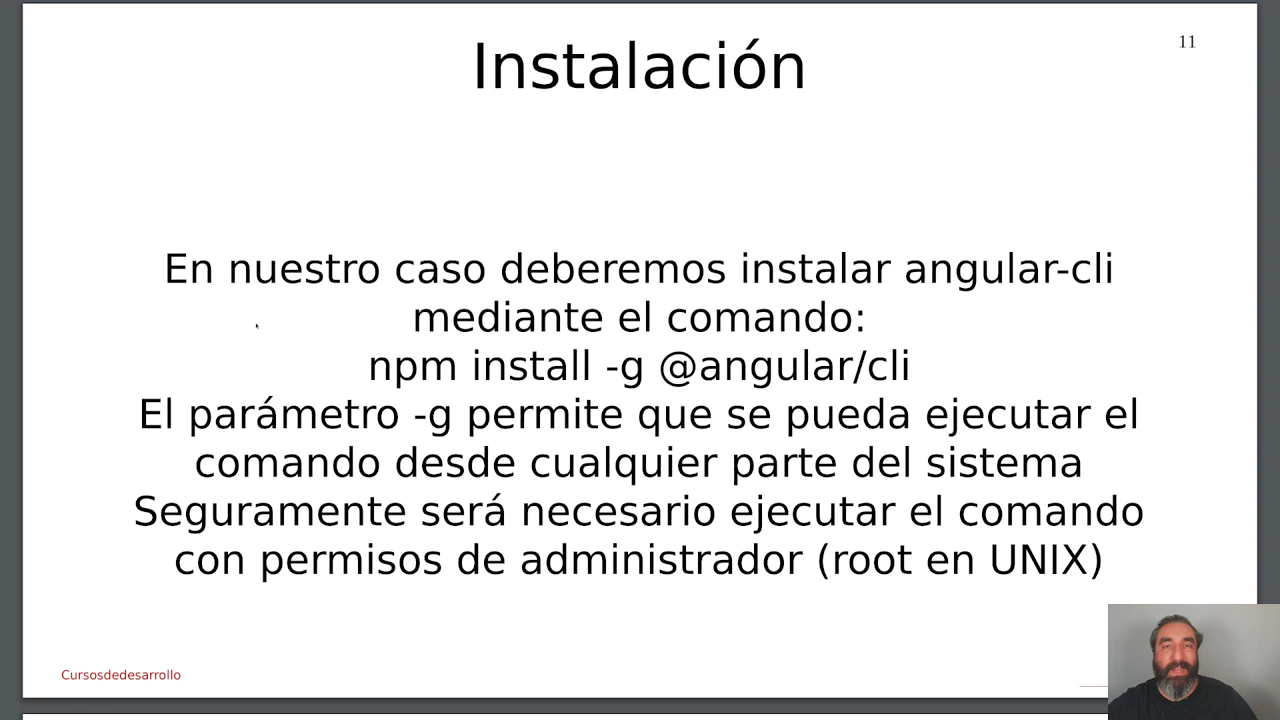 Instalación
11
En nuestro caso deberemos instalar angular-cli
mediante el comando:
npm install -g @angular/cli
El parámetro -g permite que se pueda ejecutar el
comando desde cualquier parte del sistema
Seguramente será necesario ejecutar el comando
con permisos de administrador (root en UNIX)
Cursosdedesarrollo